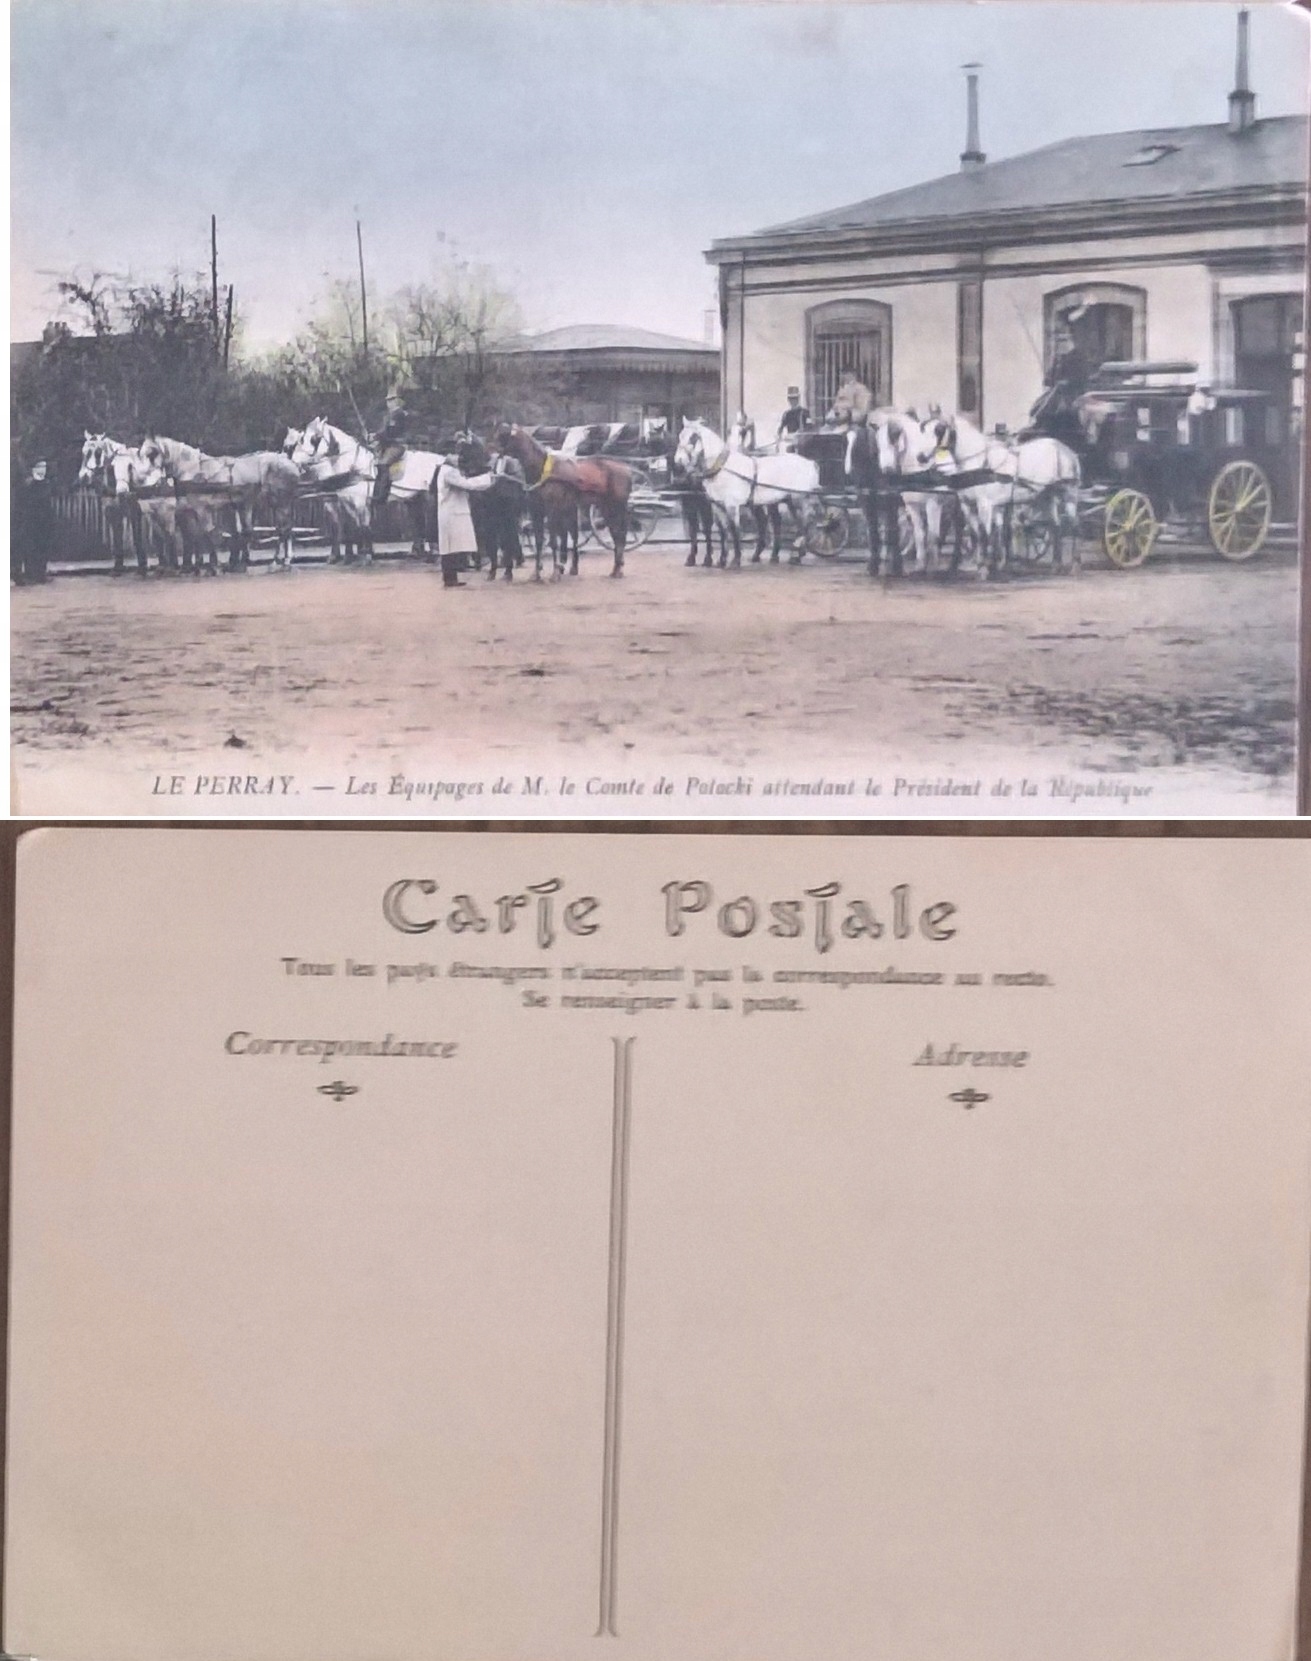 LE PERRAY. — Les Équipages de M. le Comte de Potocki attendant le Président de la République
Carte Postale
Tous les pays étrangers n'acceptent pas la correspondance au recto.
Se renseigner à la poste.
Correspondance
Adresse